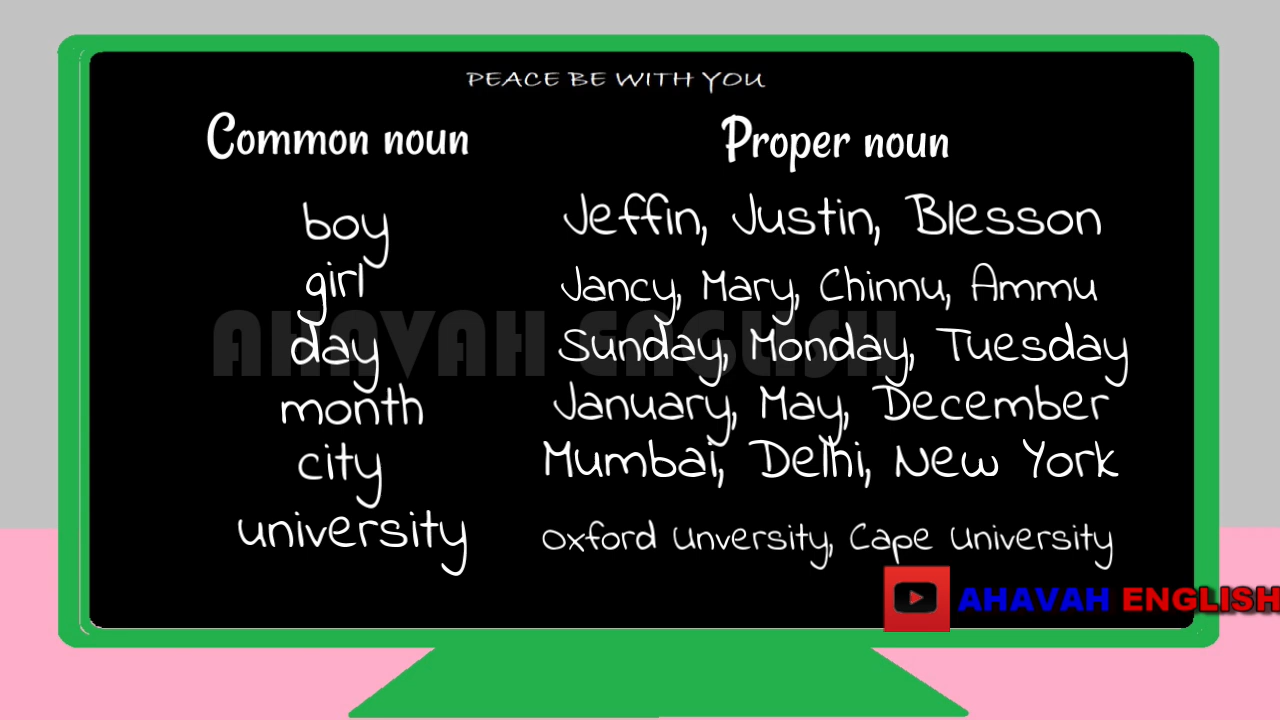 PEACE BE WITH YOU
Common noun Proper noun
boy Jeffin, Justin, Blesson
girl Jancy, Mary, Chinnu, Ammu
AHAVAH ENGLISH
day Sunday, Monday, Tuesday
month January, May, December
city Mumbai, Delhi, New York
university Oxford Unversity, Cape University
AHAVAH ENGLISH